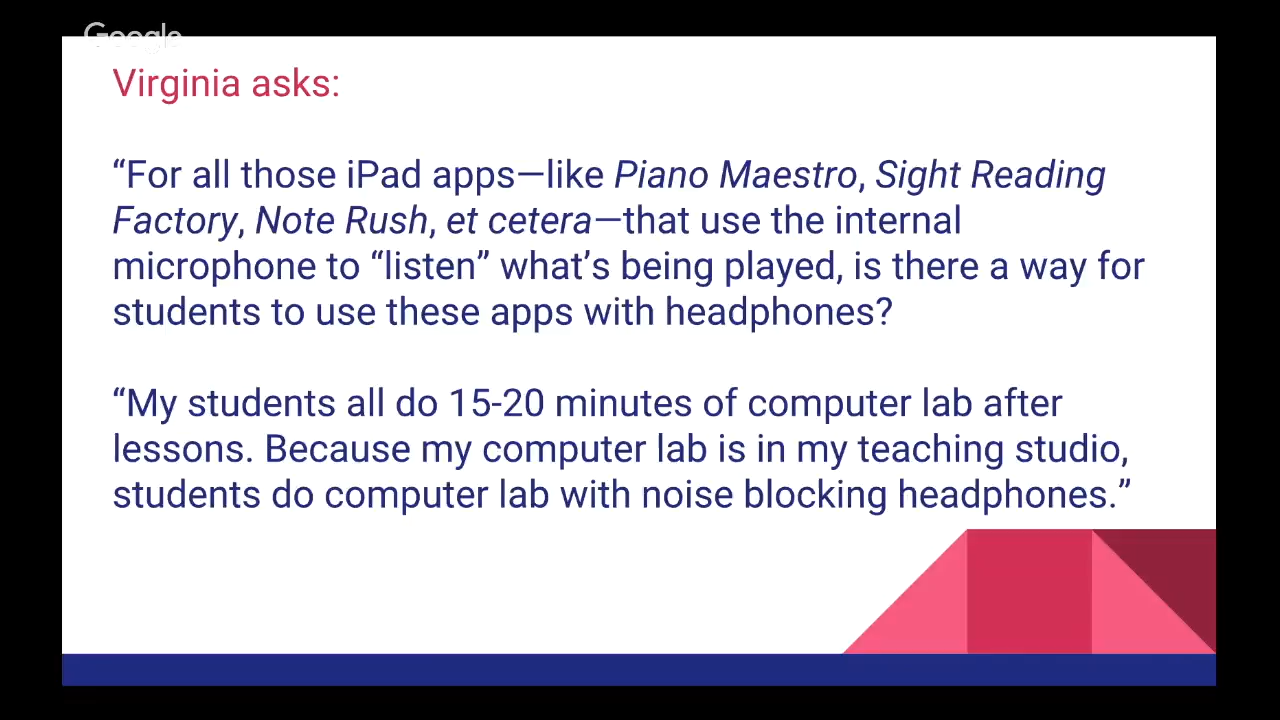 Google
Virginia asks:
“For all those iPad apps—like Piano Maestro, Sight Reading
Factory, Note Rush, et cetera—that use the internal
microphone to “listen” what’s being played, is there a way for
students to use these apps with headphones?
“My students all do 15-20 minutes of computer lab after
lessons. Because my computer lab is in my teaching studio,
students do computer lab with noise blocking headphones.”